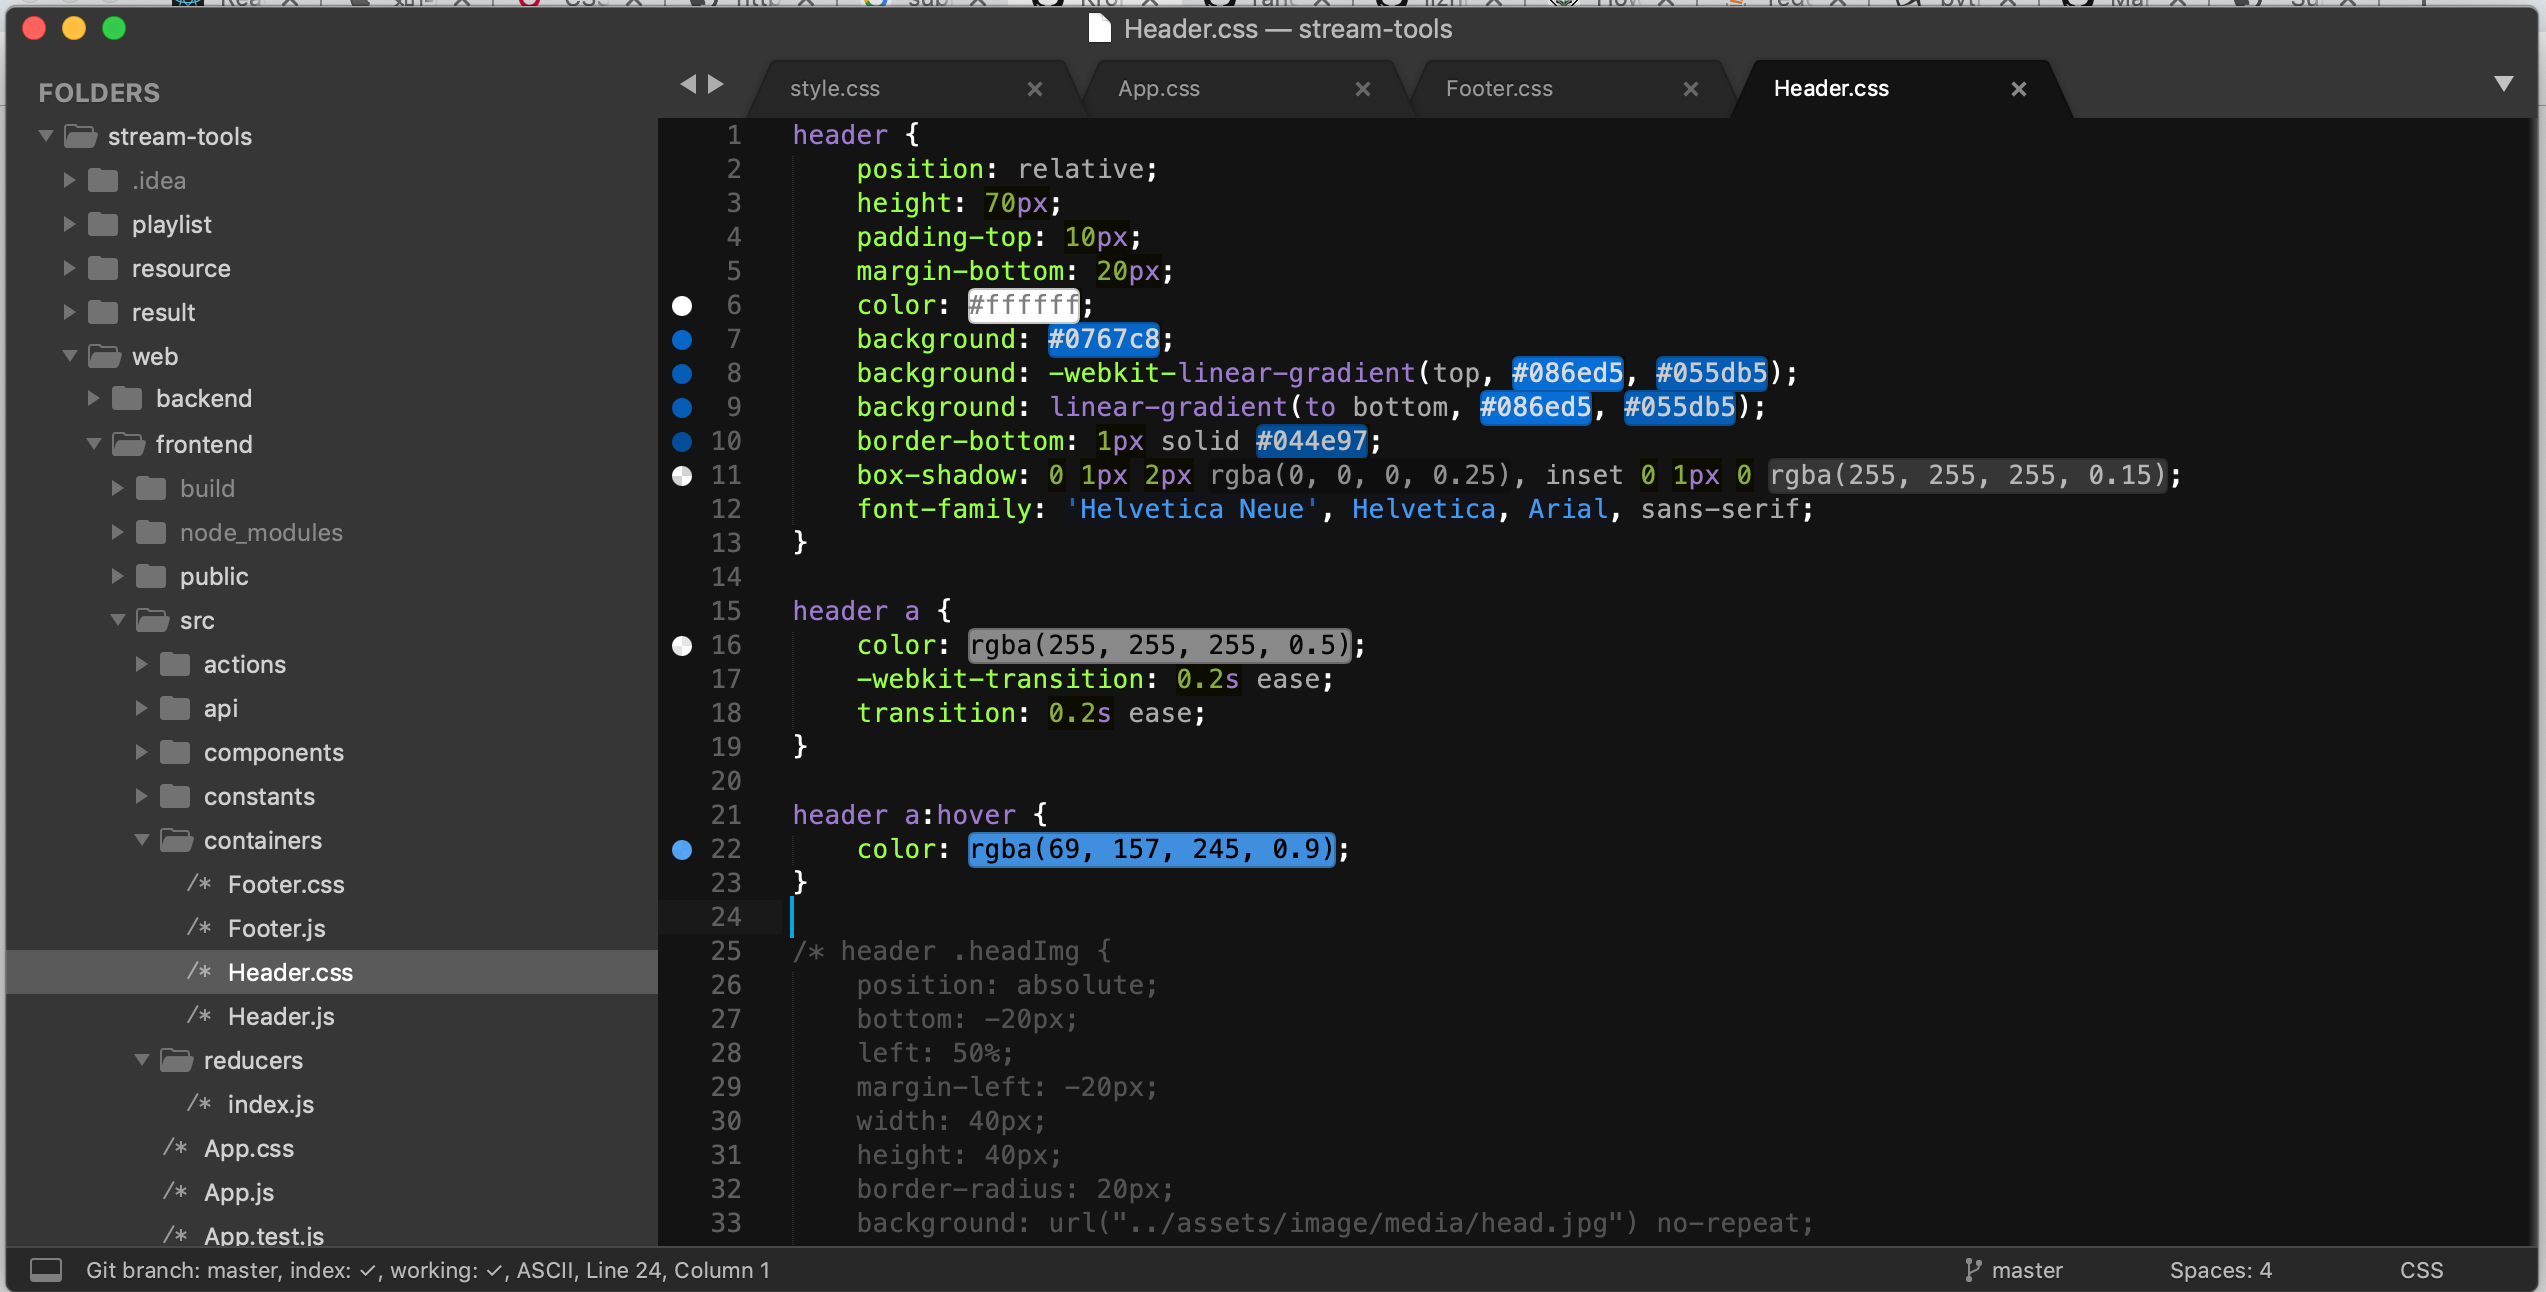 Header.css — stream-tools
FOLDERS
stream-tools
.idea
playlist
resource
result
web
backend
frontend
build
node_modules
public
src
actions
api
components
constants
containers
/* Footer.css
/* Footer.js
/* Header.css
/* Header.js
reducers
/* index.js
/* App.css
/* App.js
/* App.test.js
style.css × App.css × Footer.css × Header.css ×
1 header {
2 position: relative;
3 height: 70px;
4 padding-top: 10px;
5 margin-bottom: 20px;
6 color: #ffffff;
7 background: #0767c8;
8 background: -webkit-linear-gradient(top, #086ed5, #055db5);
9 background: linear-gradient(to bottom, #086ed5, #055db5);
10 border-bottom: 1px solid #044e97;
11 box-shadow: 0 1px 2px rgba(0, 0, 0, 0.25), inset 0 1px 0 rgba(255, 255, 255, 0.15);
12 font-family: 'Helvetica Neue', Helvetica, Arial, sans-serif;
13 }
14
15 header a {
16 color: rgba(255, 255, 255, 0.5);
17 -webkit-transition: 0.2s ease;
18 transition: 0.2s ease;
19 }
20
21 header a:hover {
22 color: rgba(69, 157, 245, 0.9);
23 }
24
25 /* header .headImg {
26 position: absolute;
27 bottom: -20px;
28 left: 50%;
29 margin-left: -20px;
30 width: 40px;
31 height: 40px;
32 border-radius: 20px;
33 background: url("../assets/image/media/head.jpg") no-repeat;
Git branch: master, index: ✓, working: ✓, ASCII, Line 24, Column 1
master
Spaces: 4
CSS